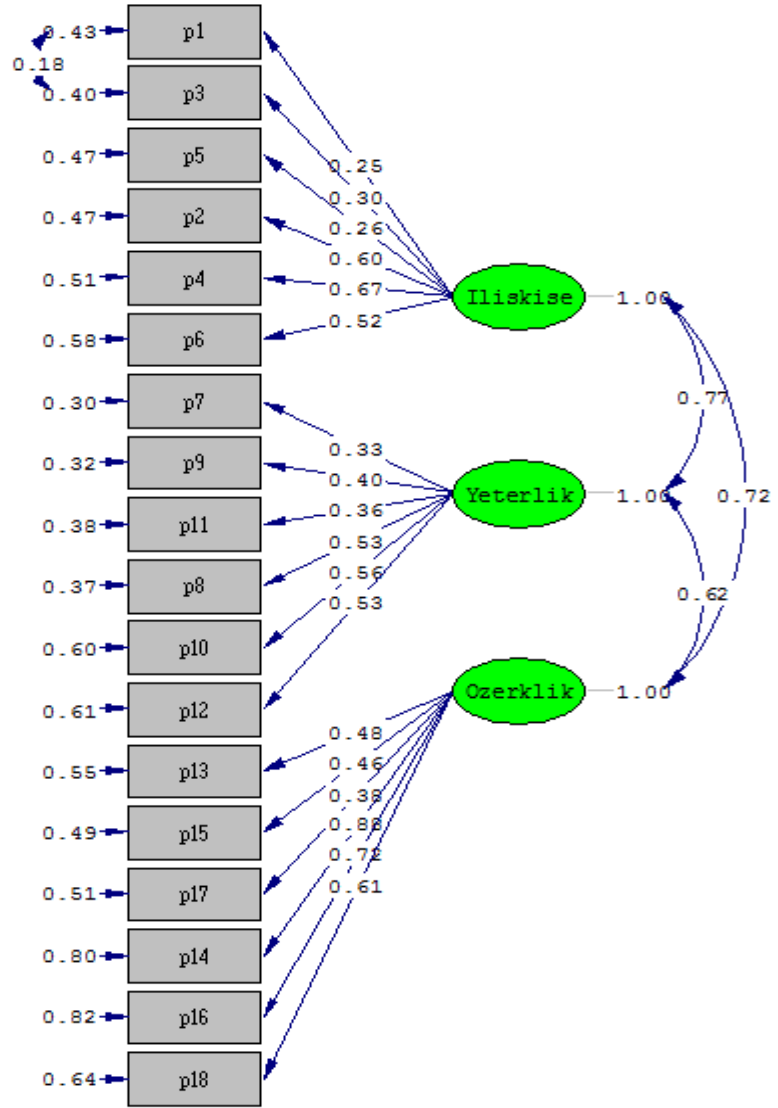 0.43 p1
0.18
0.40 p3
0.47 p5
0.47 p2
0.51 p4
0.58 p6
0.30 p7
0.32 p9
0.38 p11
0.37 p8
0.60 p10
0.61 p12
0.55 p13
0.49 p15
0.51 p17
0.80 p14
0.82 p16
0.64 p18
0.25
0.30
0.26
0.60
0.67
0.52
0.33
0.40
0.36
0.53
0.56
0.53
0.48
0.46
0.38
0.88
0.72
0.61
Iliskise 1.00
Yeterlik 1.00
Ozerklik 1.00
0.77
0.72
0.62